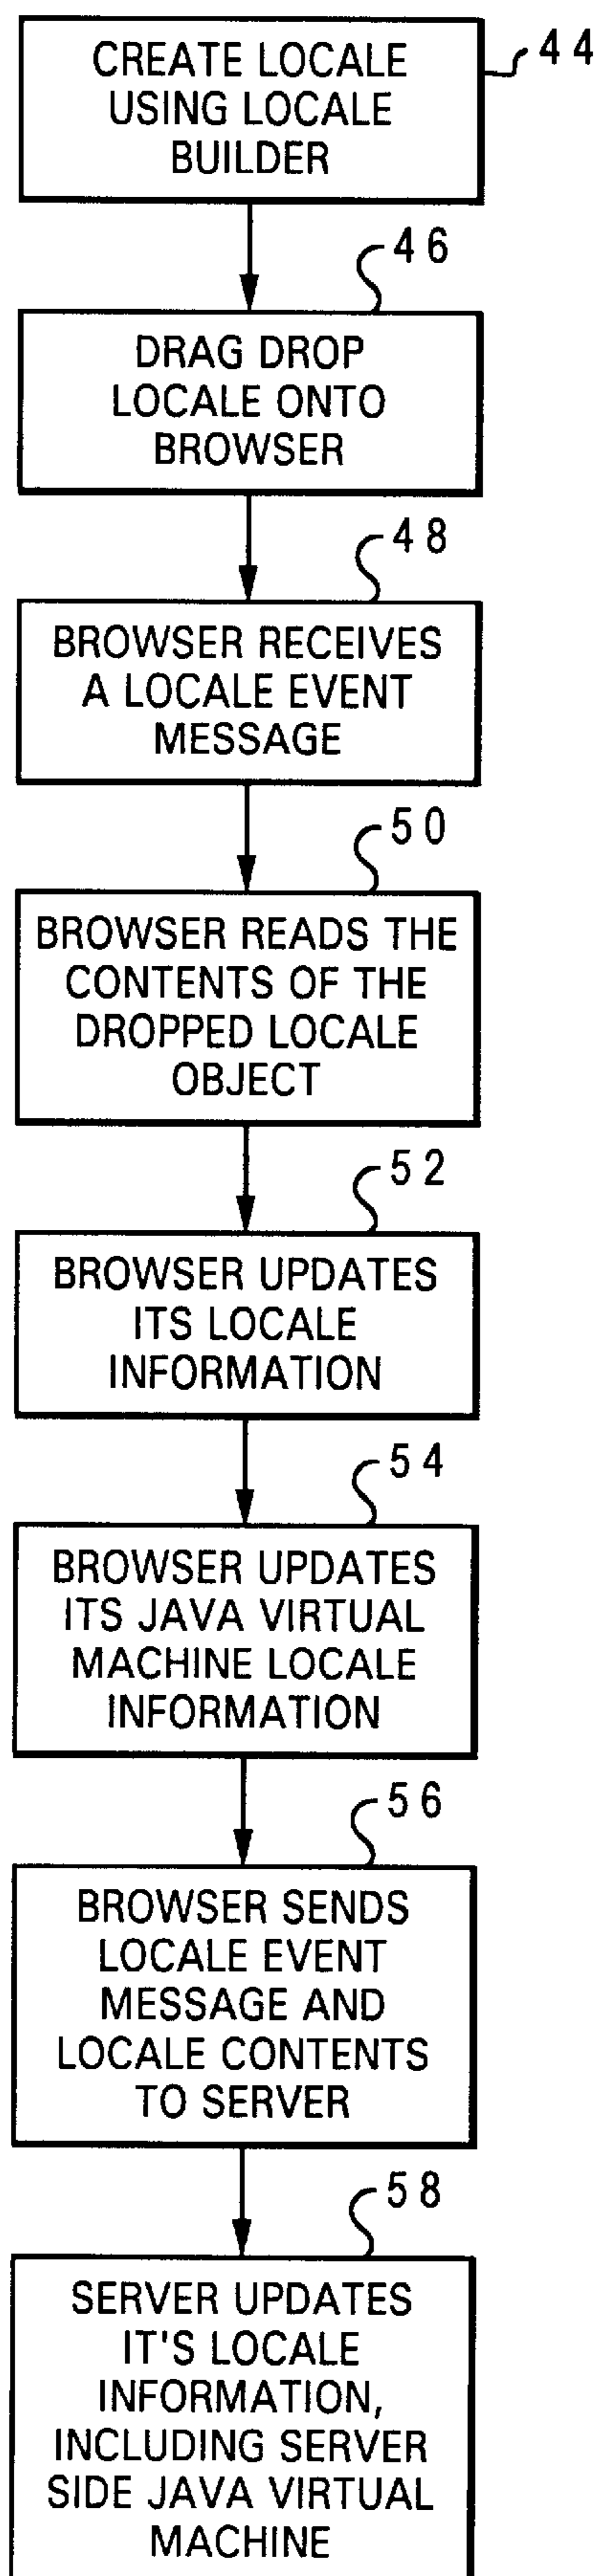 CREATE LOCALE
USING LOCALE
BUILDER
44
46
DRAG DROP
LOCALE ONTO
BROWSER
48
BROWSER RECEIVES
A LOCALE EVENT
MESSAGE
50
BROWSER READS THE
CONTENTS OF THE
DROPPED LOCALE
OBJECT
52
BROWSER UPDATES
ITS LOCALE
INFORMATION
54
BROWSER UPDATES
ITS JAVA VIRTUAL
MACHINE LOCALE
INFORMATION
56
BROWSER SENDS
LOCALE EVENT
MESSAGE AND
LOCALE CONTENTS
TO SERVER
58
SERVER UPDATES
IT'S LOCALE
INFORMATION,
INCLUDING SERVER
SIDE JAVA VIRTUAL
MACHINE